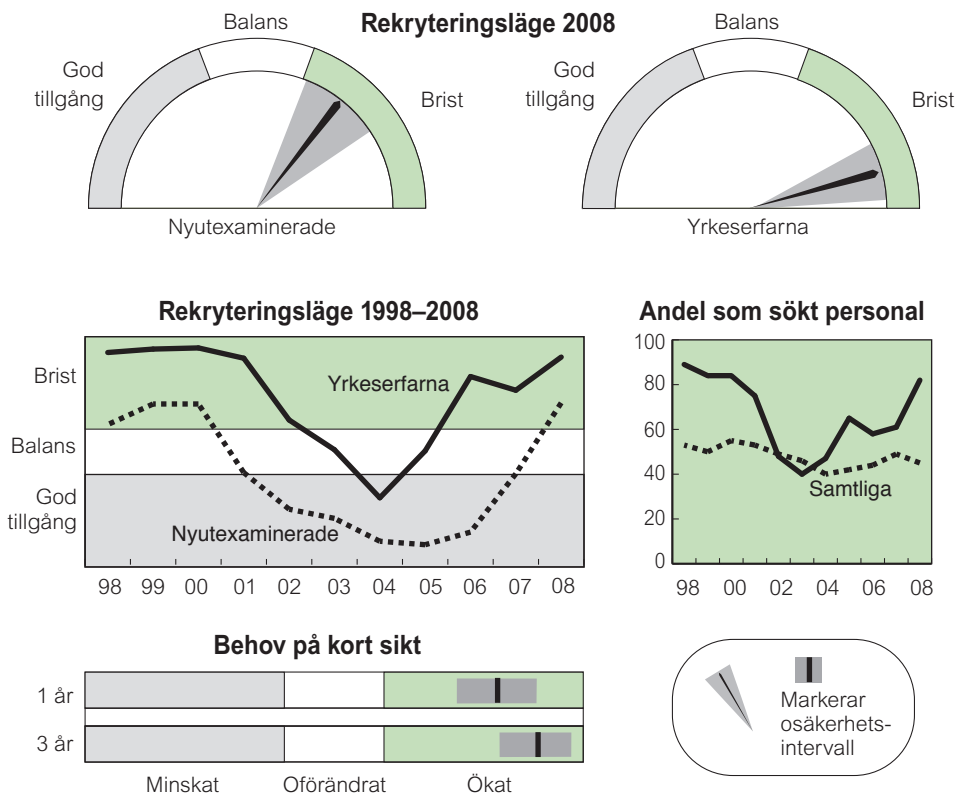 Rekryteringsläge 2008
Balans
God
tillgång
Brist
Nyutexaminerade
Balans
God
tillgång
Brist
Yrkeserfarna
Rekryteringsläge 1998–2008
Brist
Balans
God
tillgång
Yrkeserfarna
Nyutexaminerade
98 99 00 01 02 03 04 05 06 07 08
Andel som sökt personal
100
80
60
40
20
0
Samtliga
98 00 02 04 06 08
Behov på kort sikt
1 år
3 år
Minskat Oförändrat Ökat
Markerar
osäkerhets-
intervall